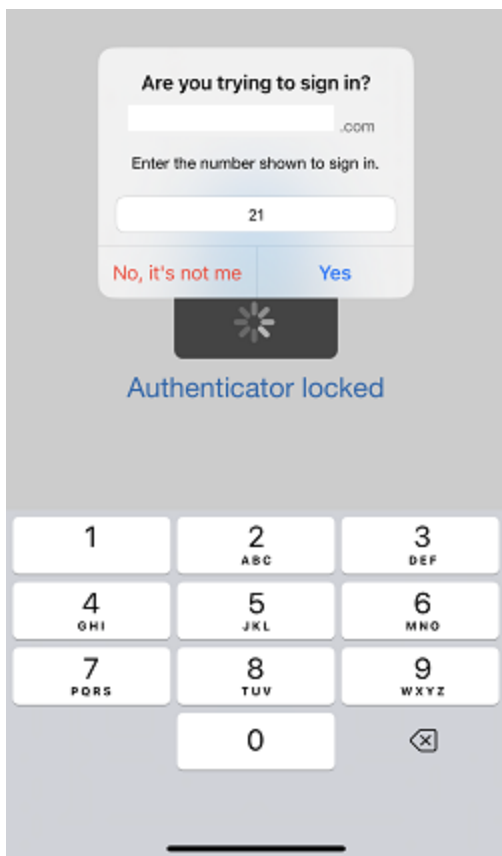 Are you trying to sign in?
.com
Enter the number shown to sign in.
21
No, it's not me Yes
Authenticator locked
1 2 3
ABC DEF
4 5 6
GHI JKL MNO
7 8 9
PQRS TUV WXYZ
0